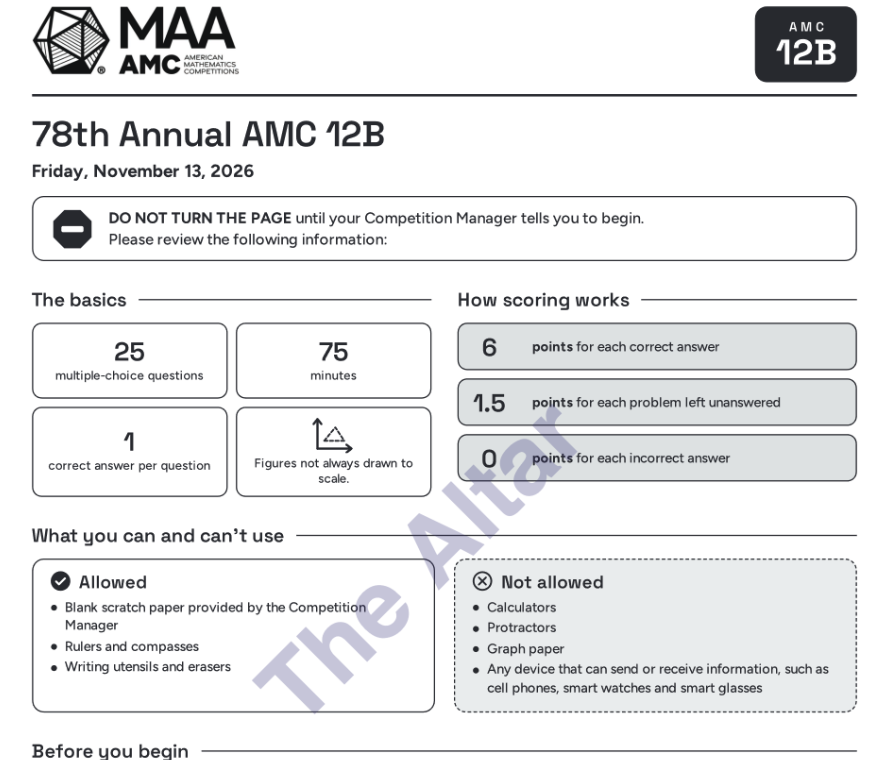 MAA
AMC AMERICAN
MATHEMATICS
COMPETITIONS
®
AMC
12B
78th Annual AMC 12B
Friday, November 13, 2026
DO NOT TURN THE PAGE until your Competition Manager tells you to begin.
Please review the following information:
The basics
25
multiple-choice questions
75
minutes
1
correct answer per question
Figures not always drawn to
scale.
How scoring works
6 points for each correct answer
1.5 points for each problem left unanswered
0 points for each incorrect answer
What you can and can't use
Allowed
• Blank scratch paper provided by the Competition
Manager
• Rulers and compasses
• Writing utensils and erasers
Not allowed
• Calculators
• Protractors
• Graph paper
• Any device that can send or receive information, such as
cell phones, smart watches and smart glasses
The Altar
Before you begin